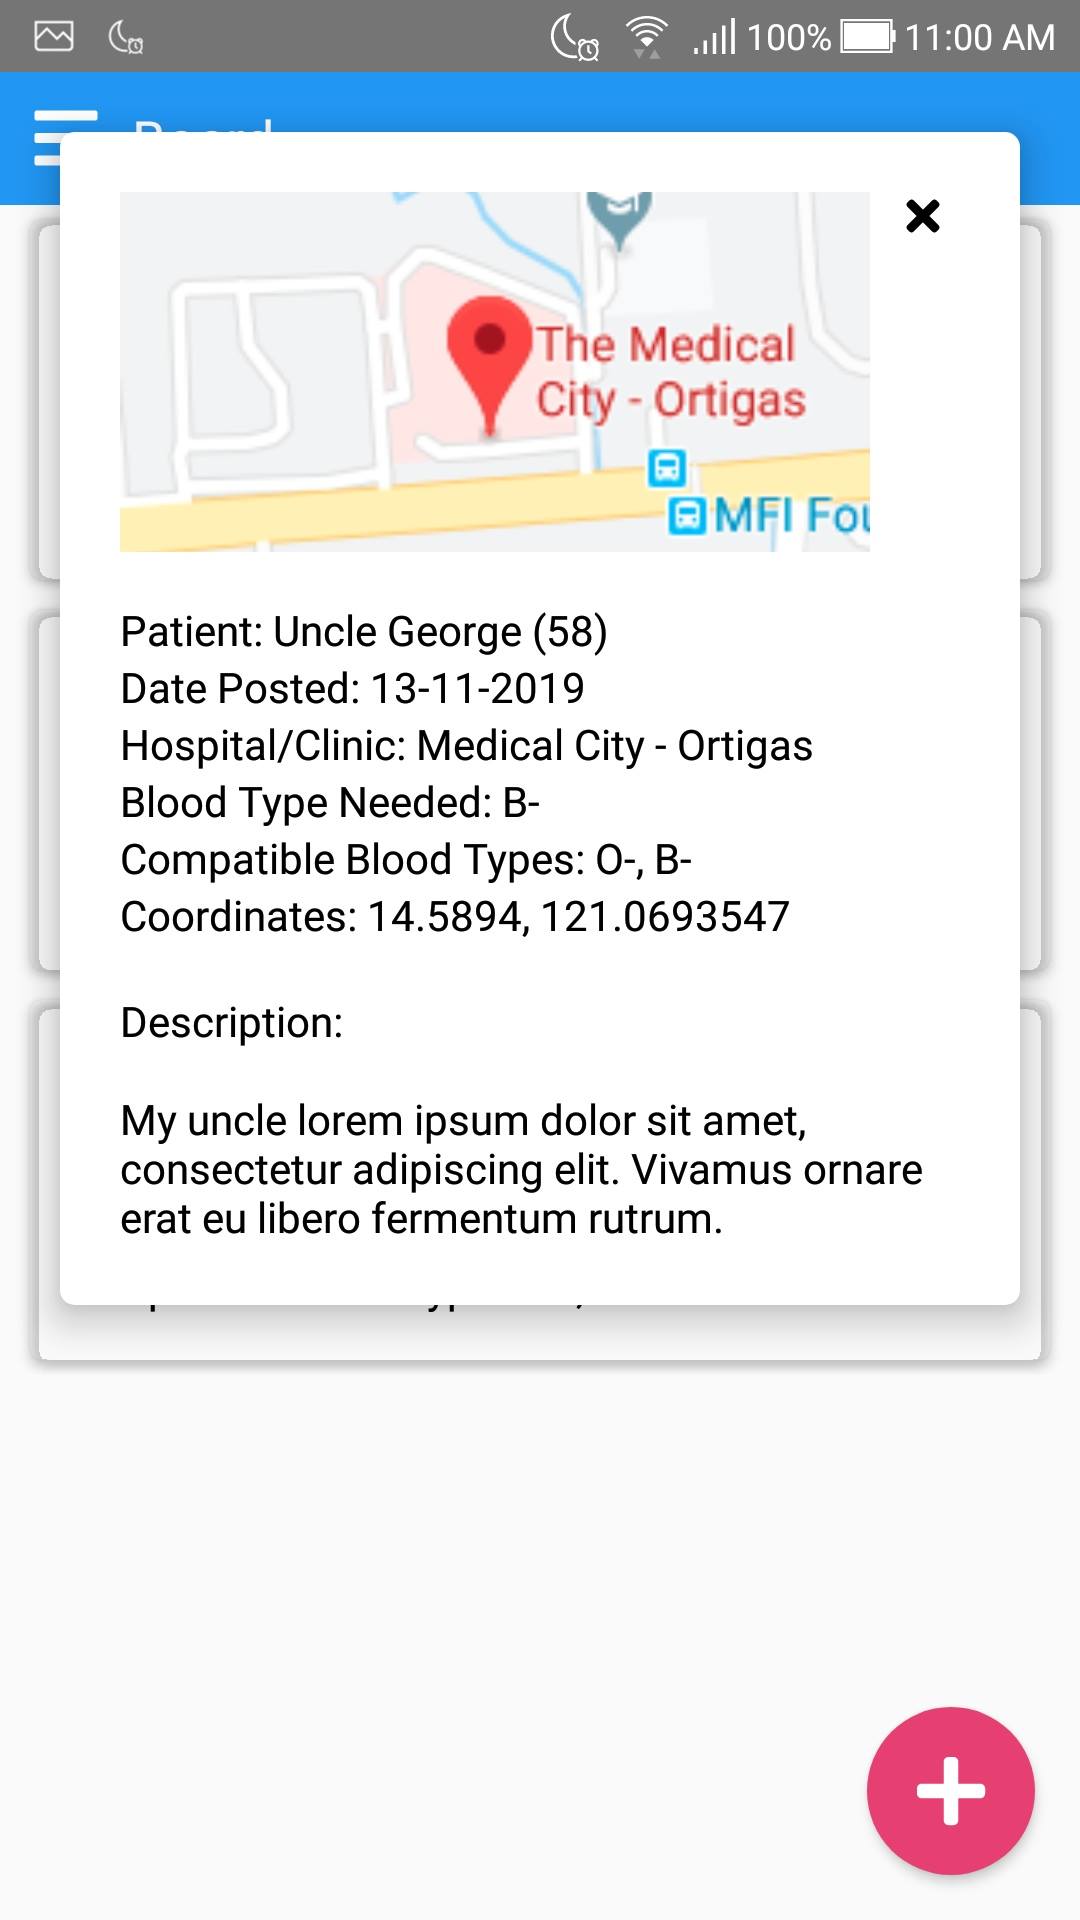 100% 11:00 AM
Board
The Medical
City - Ortigas
MFI Fou
Patient: Uncle George (58)
Date Posted: 13-11-2019
Hospital/Clinic: Medical City - Ortigas
Blood Type Needed: B-
Compatible Blood Types: O-, B-
Coordinates: 14.5894, 121.0693547
Description:
My uncle lorem ipsum dolor sit amet,
consectetur adipiscing elit. Vivamus ornare
erat eu libero fermentum rutrum.